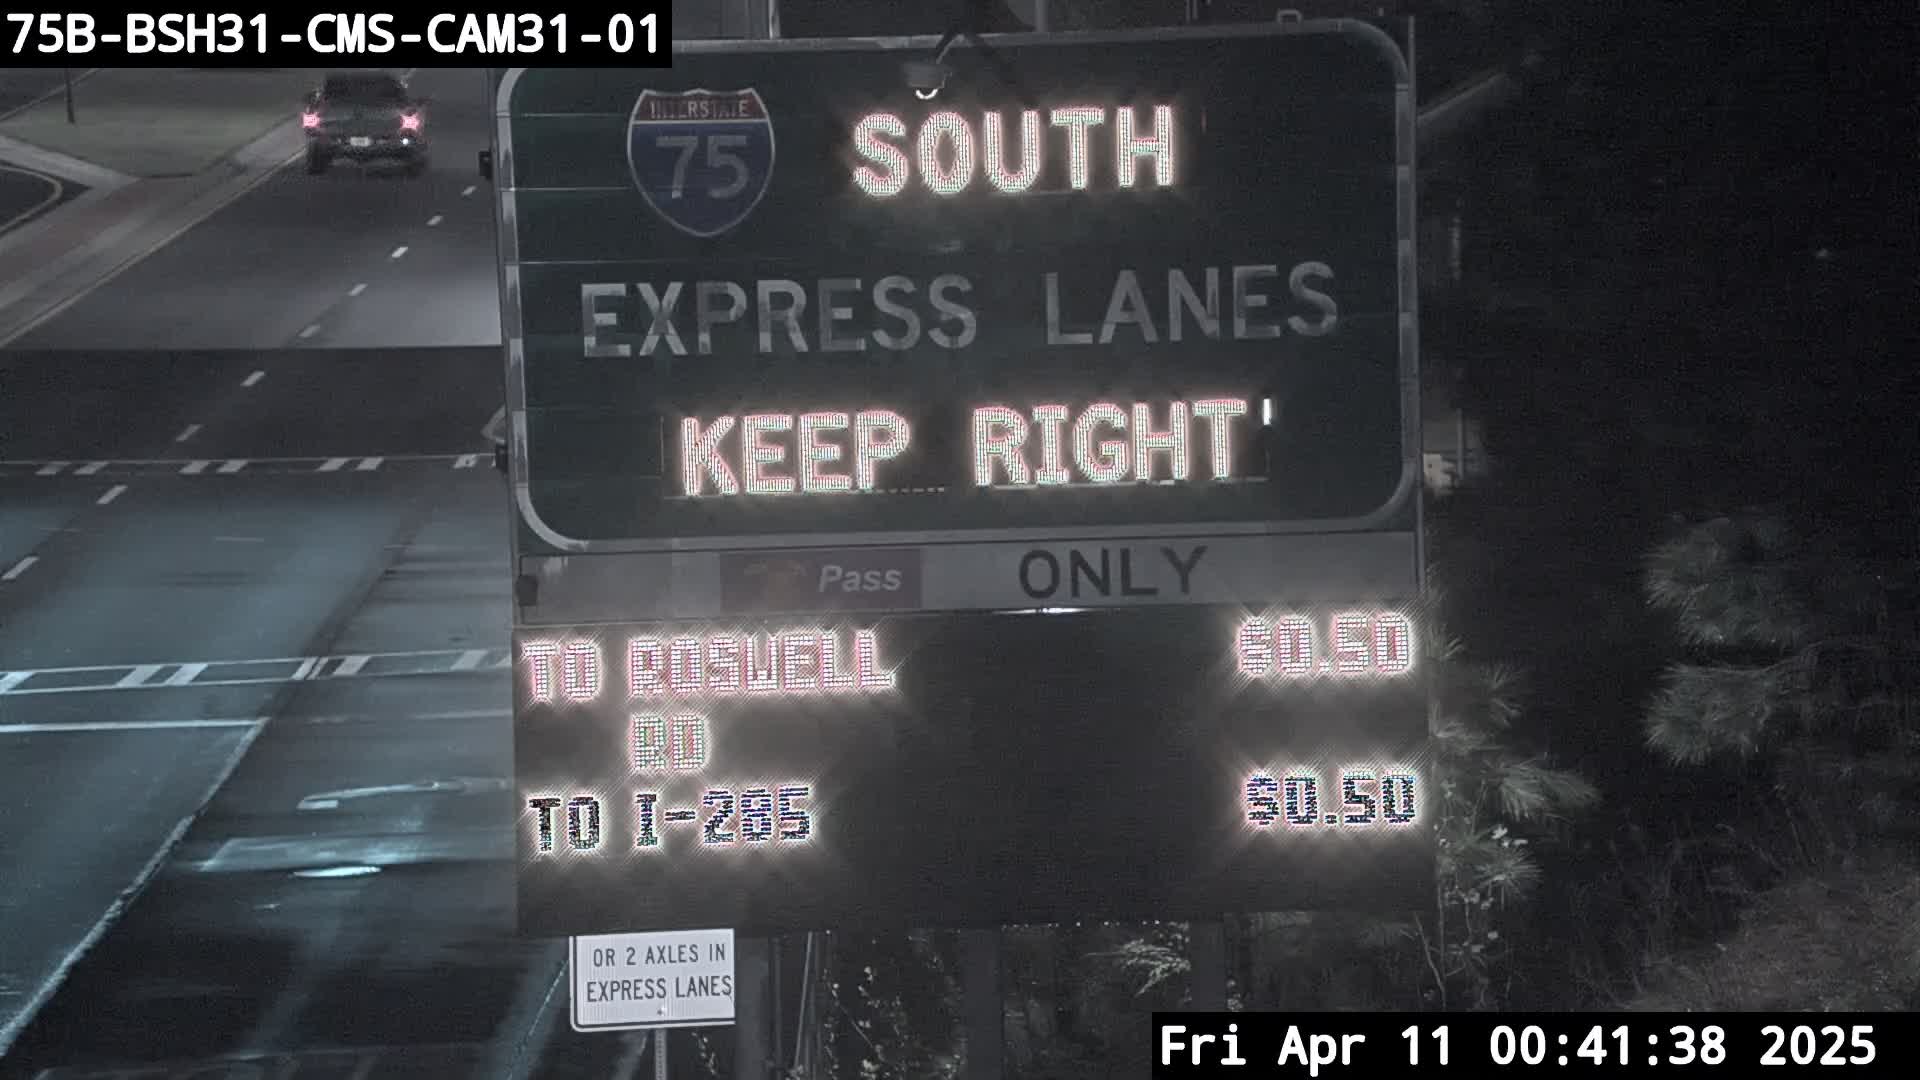 75B-BSH31-CMS-CAM31-01
INTERSTATE
75
SOUTH
EXPRESS LANES
KEEP RIGHT'
Pass ONLY
TO ROSWELL $0.50
RD
TO I-285 $0.50
OR 2 AXLES IN
EXPRESS LANES
Fri Apr 11 00:41:38 2025